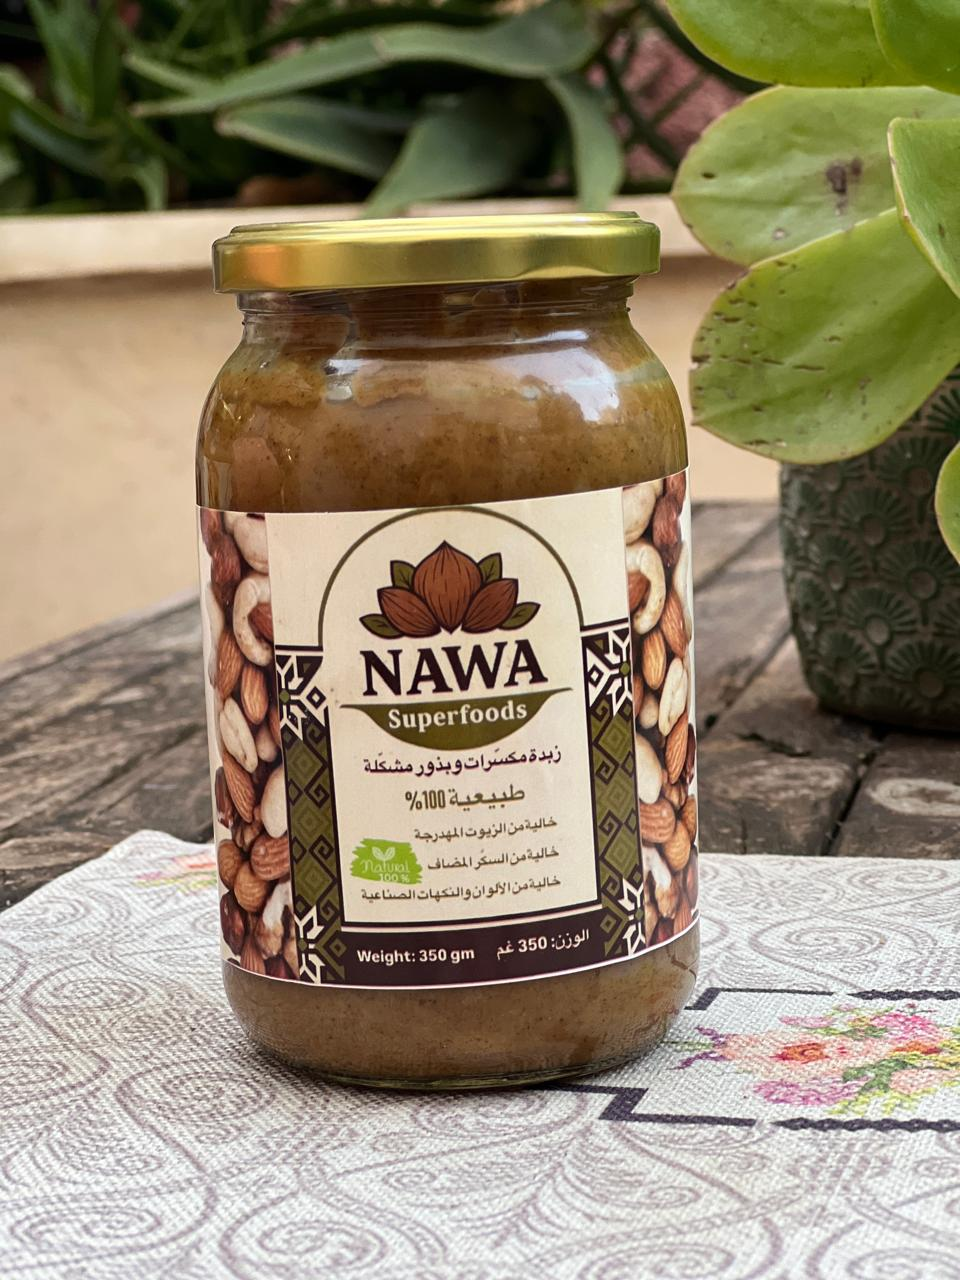 NAWA
Superfoods
زبدة مكسّرات وبذور مشكّلة
طبيعية 100%
خالية من الزيوت المهدرجة
خالية من السكّر المضاف
Natural
100 %
خالية من الألوان والنكهات الصناعية
Weight: 350 gm الوزن: 350 غم